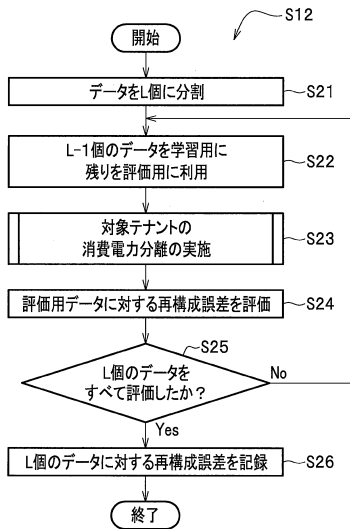 S12
開始
データをL個に分割
S21
L-1個のデータを学習用に
残りを評価用に利用
S22
対象テナントの
消費電力分離の実施
S23
評価用データに対する再構成誤差を評価
S24
S25
L個のデータを
すべて評価したか？
No
Yes
L個のデータに対する再構成誤差を記録
S26
終了